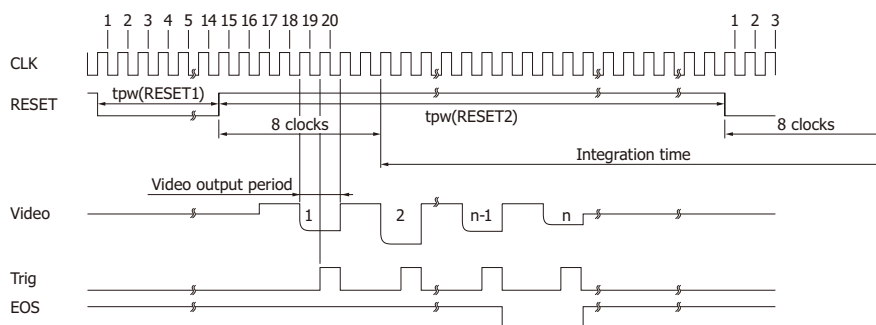 1 2 3 4 5 14 15 16 17 18 19 20 1 2 3
CLK
tpw(RESET1)
RESET
8 clocks
tpw(RESET2)
8 clocks
Integration time
Video output period
Video
1 2 n-1 n
Trig
EOS